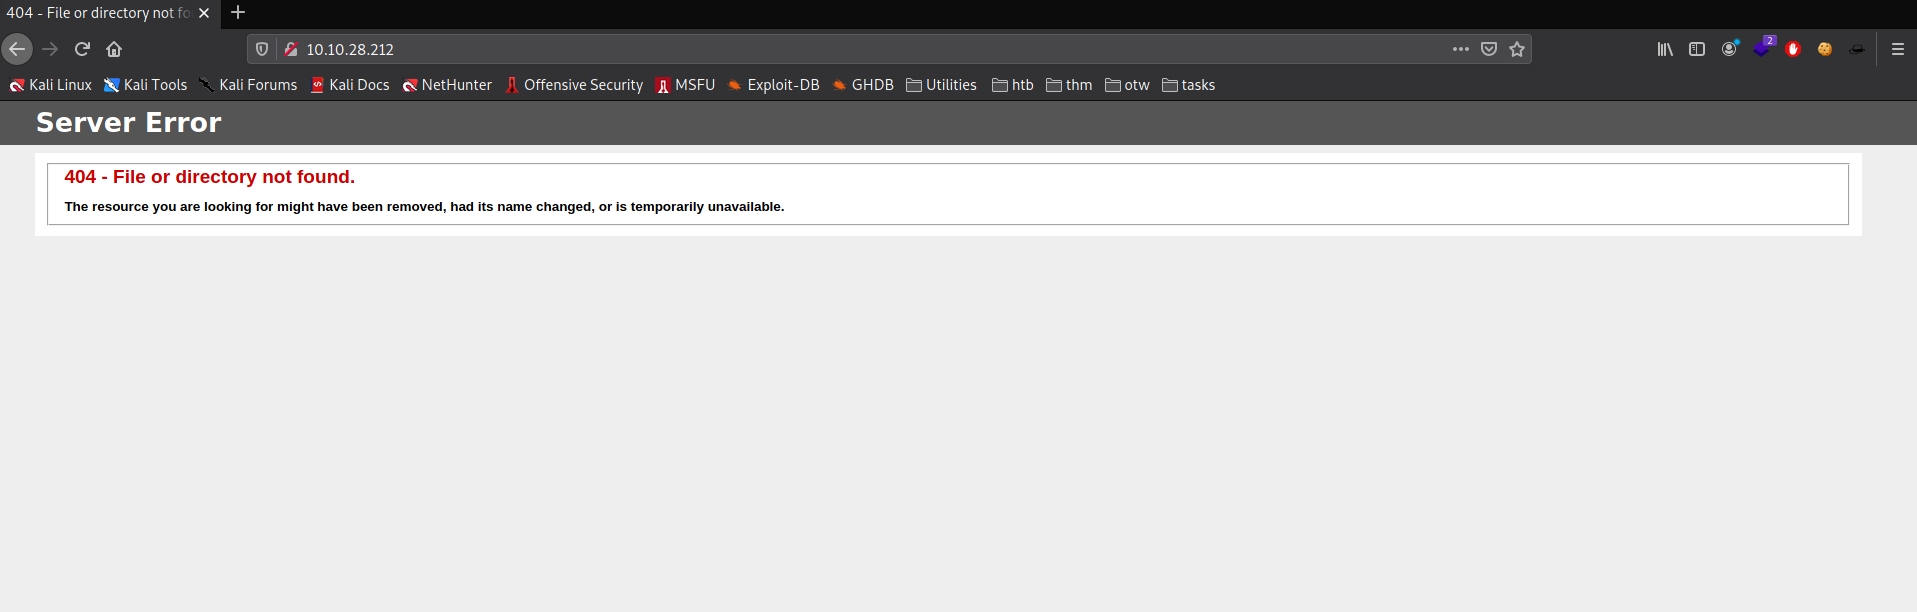 404 - File or directory not fo
10.10.28.212
2
Kali Linux Kali Tools Kali Forums Kali Docs NetHunter Offensive Security MSFU Exploit-DB GHDB Utilities htb thm otw tasks
Server Error
404 - File or directory not found.
The resource you are looking for might have been removed, had its name changed, or is temporarily unavailable.